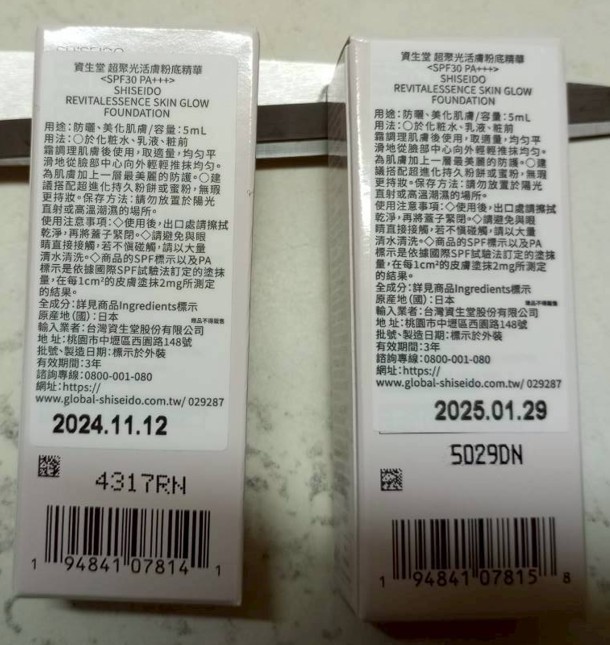 資生堂 超聚光活膚粉底精華
<SPF30 PA+++>
SHISEIDO
REVITALESSENCE SKIN GLOW
FOUNDATION
用途:防曬、美化肌膚/容量:5mL
用法:○於化粧水、乳液、粧前
霜調理肌膚後使用,取適量,均勻平
滑地從臉部中心向外輕輕推抹均勻。
為肌膚加上一層最美麗的防護。○建
議搭配超進化持久粉餅或蜜粉,無瑕
更持妝。保存方法:請勿放置於陽光
直射或高溫潮濕的場所。
使用注意事項:◇使用後,出口處請擦拭
乾淨,再將蓋子緊閉。◇請避免與眼
睛直接接觸,若不慎碰觸,請以大量
清水清洗。◇商品的SPF標示以及PA
標示是依據國際SPF試驗法訂定的塗抹
量,在每1cm²的皮膚塗抹2mg所測定
的結果。
全成分:詳見商品Ingredients標示
原產地(國):日本
樣品不得販售
輸入業者:台灣資生堂股份有限公司
地 址:桃園市中壢區西園路148號
批號、製造日期:標示於外裝
有效期間:3年
諮詢專線:0800-001-080
網址:https://
www.global-shiseido.com.tw/ 029287
2024.11.12
4317RN
1 94841 07814 1
資生堂 超聚光活膚粉底精華
<SPF30 PA+++>
SHISEIDO
REVITALESSENCE SKIN GLOW
FOUNDATION
用途:防曬、美化肌膚/容量:5mL
用法:○於化粧水、乳液、粧前
霜調理肌膚後使用,取適量,均勻平
滑地從臉部中心向外輕輕推抹均勻。
為肌膚加上一層最美麗的防護。○建
議搭配超進化持久粉餅或蜜粉,無瑕
更持妝。保存方法:請勿放置於陽光
直射或高溫潮濕的場所。
使用注意事項:◇使用後,出口處請擦拭
乾淨,再將蓋子緊閉。◇請避免與眼
睛直接接觸,若不慎碰觸,請以大量
清水清洗。◇商品的SPF標示以及PA
標示是依據國際SPF試驗法訂定的塗抹
量,在每1cm²的皮膚塗抹2mg所測定
的結果。
全成分:詳見商品Ingredients標示
原產地(國):日本
樣品不得販售
輸入業者:台灣資生堂股份有限公司
地 址:桃園市中壢區西園路148號
批號、製造日期:標示於外裝
有效期間:3年
諮詢專線:0800-001-080
網址:https://
www.global-shiseido.com.tw/ 029287
2025.01.29
5029DN
1 94841 07815 8